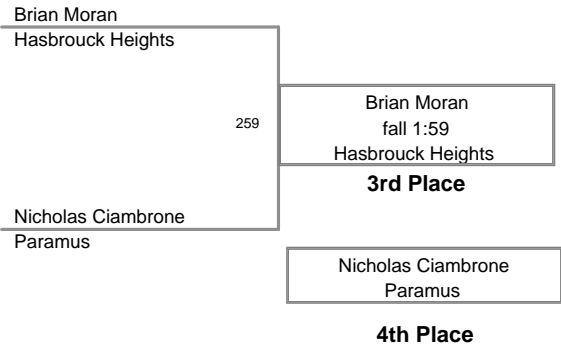 Brian Moran
Hasbrouck Heights
259
Brian Moran
fall 1:59
Hasbrouck Heights
3rd Place
Nicholas Ciambrone
Paramus
Nicholas Ciambrone
Paramus
4th Place